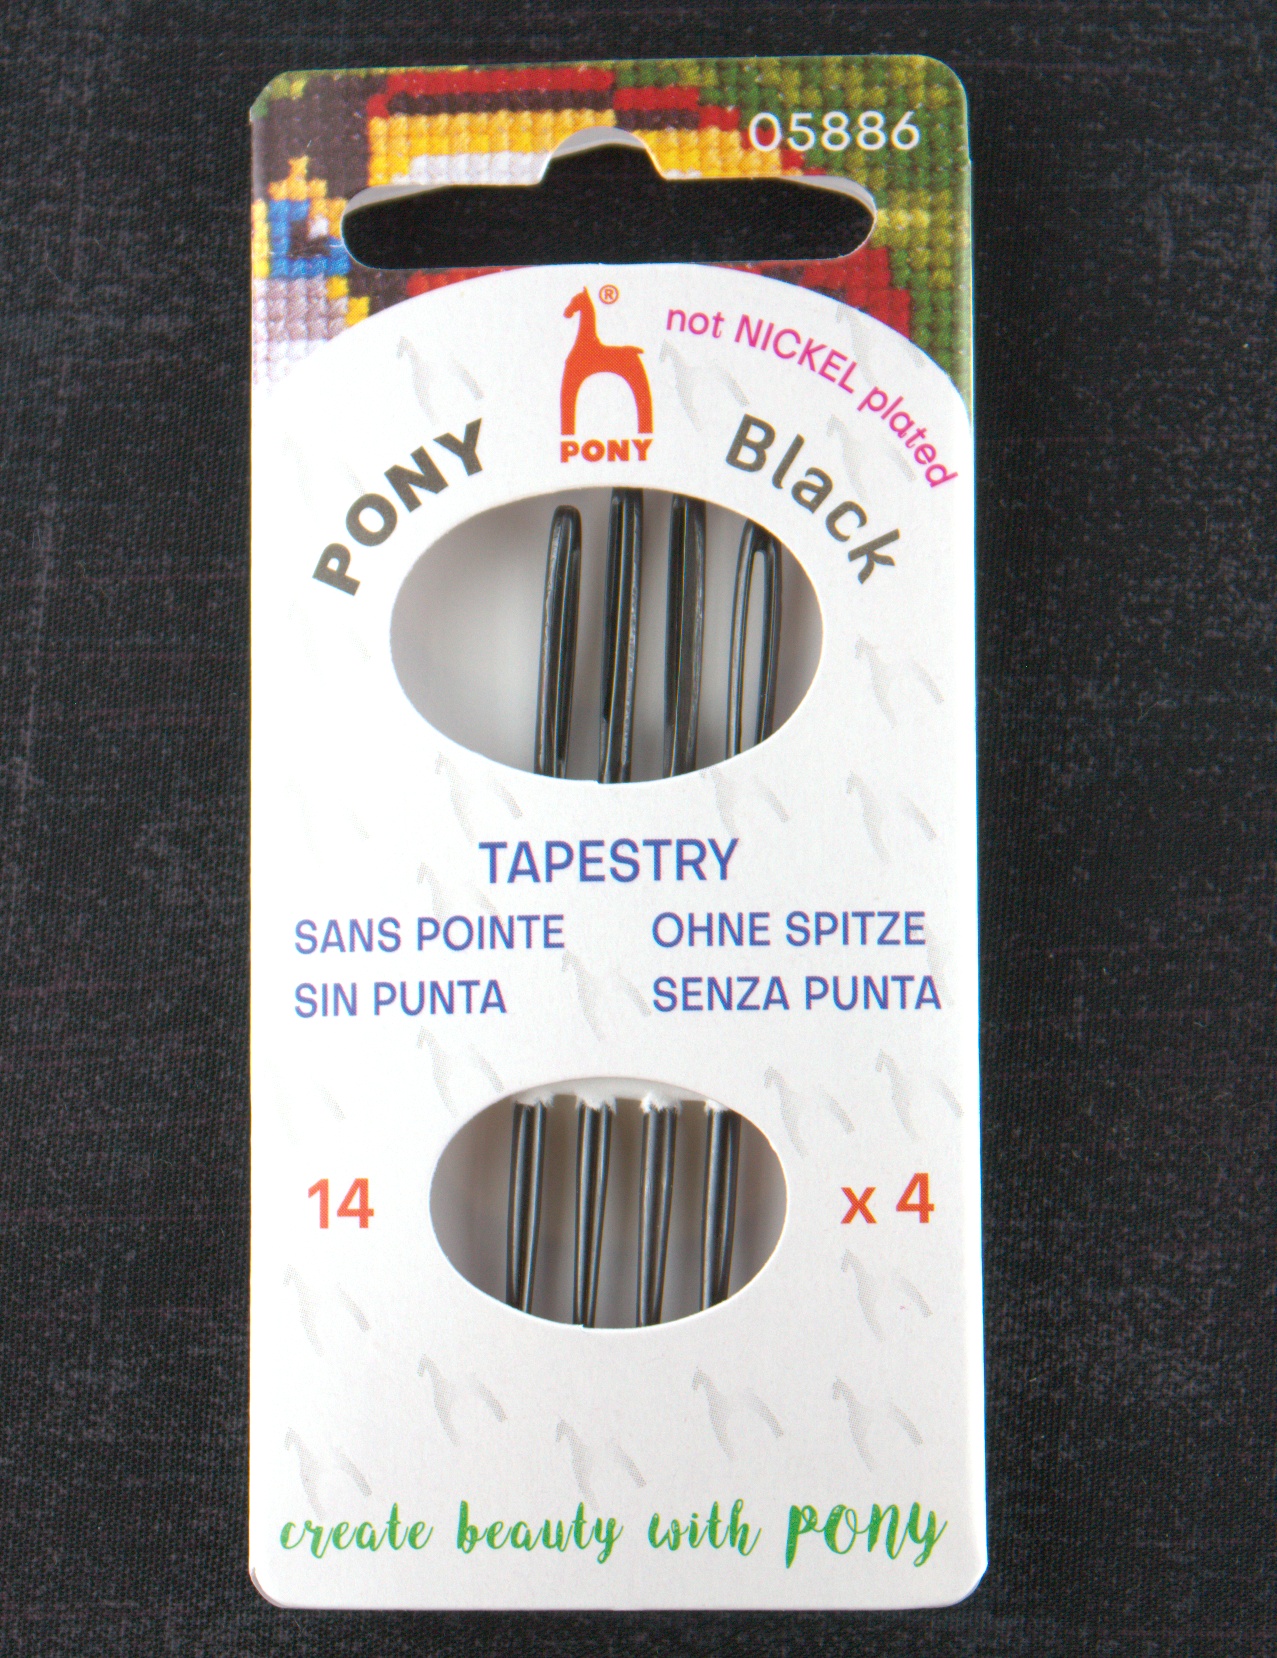 05886
®
PONY
not NICKEL plated
PONY Black
TAPESTRY
SANS POINTE OHNE SPITZE
SIN PUNTA SENZA PUNTA
14 x 4
create beauty with PONY